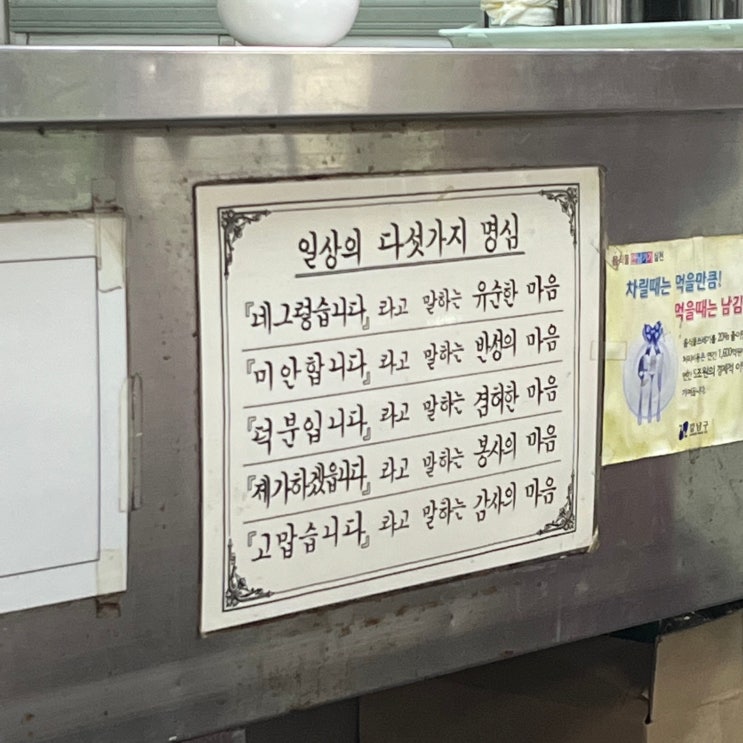 일상의 다섯가지 명심
『네그렇습니다』 라고 말하는 유순한 마음
『미안합니다』 라고 말하는 반성의 마음
『덕분입니다』 라고 말하는 겸허한 마음
『제가하겠읍니다』 라고 말하는 봉사의 마음
『고맙습니다』 라고 말하는 감사의 마음
차릴때는 먹을만큼!
먹을때는 남김